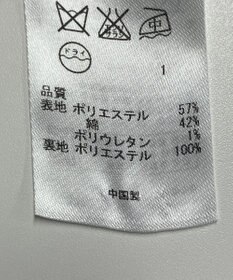 中
ドライ
1
品質
表地 ポリエステル 57%
綿 42%
ポリウレタン 1%
裏地 ポリエステル 100%
中国製